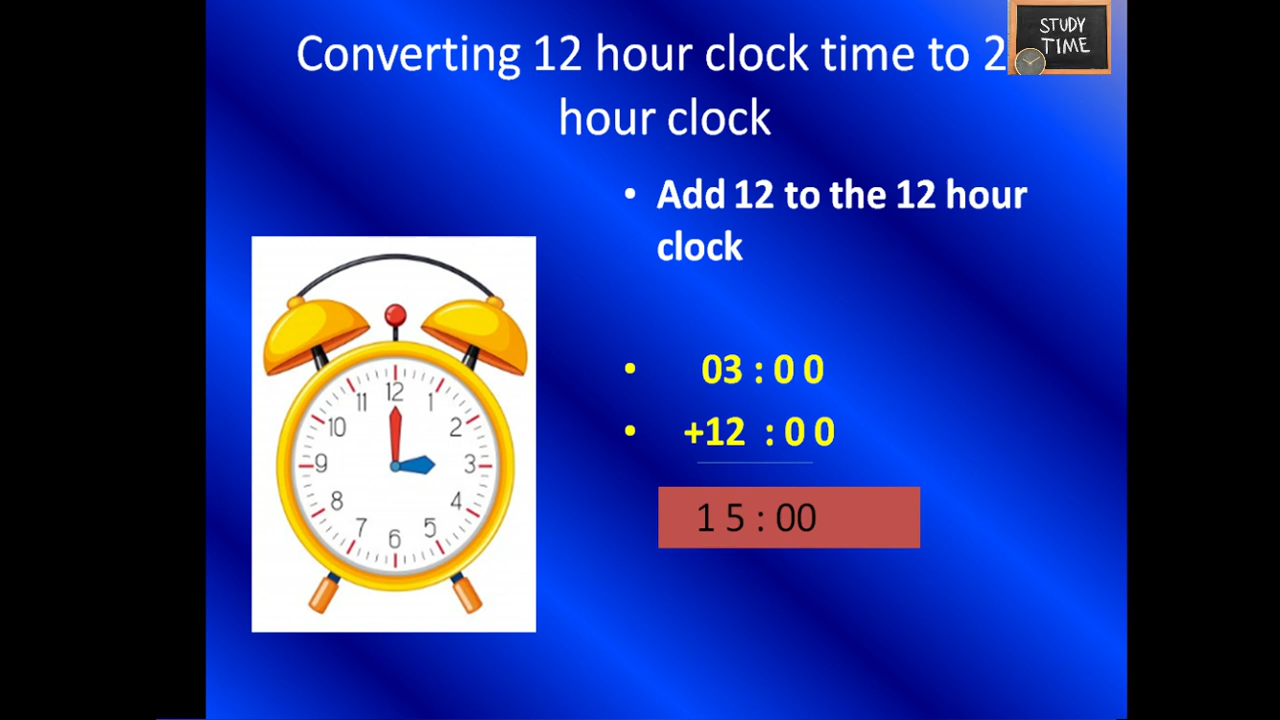 Converting 12 hour clock time to 2
hour clock
STUDY
TIME
• Add 12 to the 12 hour
clock
• 03 : 0 0
• +12 : 0 0
1 5 : 00
12
11
1
10
2
9
3
8
4
7
5
6